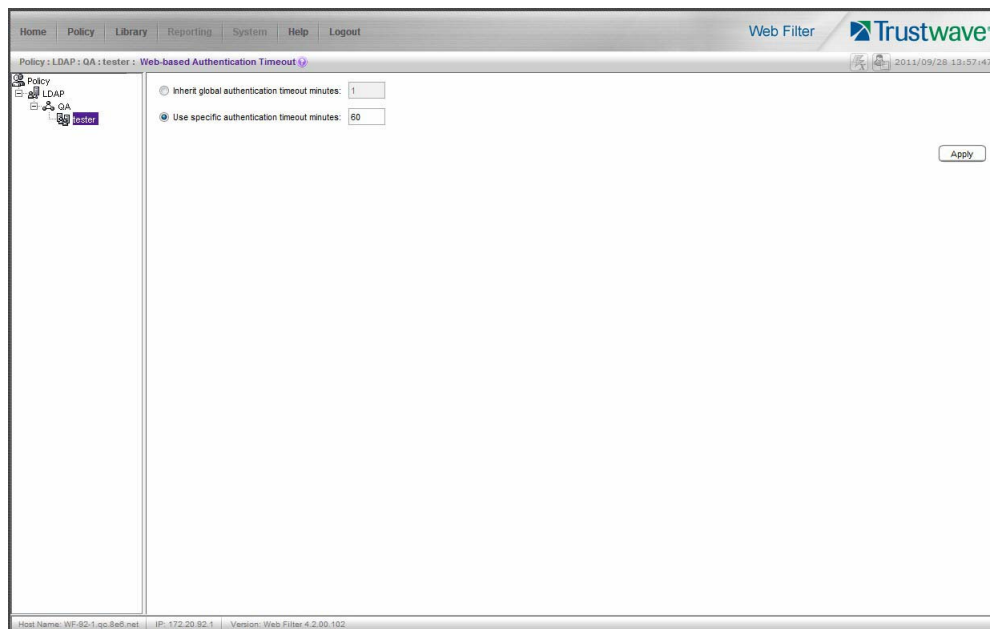 Home Policy Library Reporting System Help Logout
Web Filter
Trustwave
Policy : LDAP : QA : tester : Web-based Authentication Timeout ?
2011/09/28 13:57:47
Policy
LDAP
QA
tester
Inherit global authentication timeout minutes: 1
Use specific authentication timeout minutes: 60
Apply
Host Name: WF-92-1.qc.8e6.net IP: 172.20.92.1 Version: Web Filter 4.2.00.102